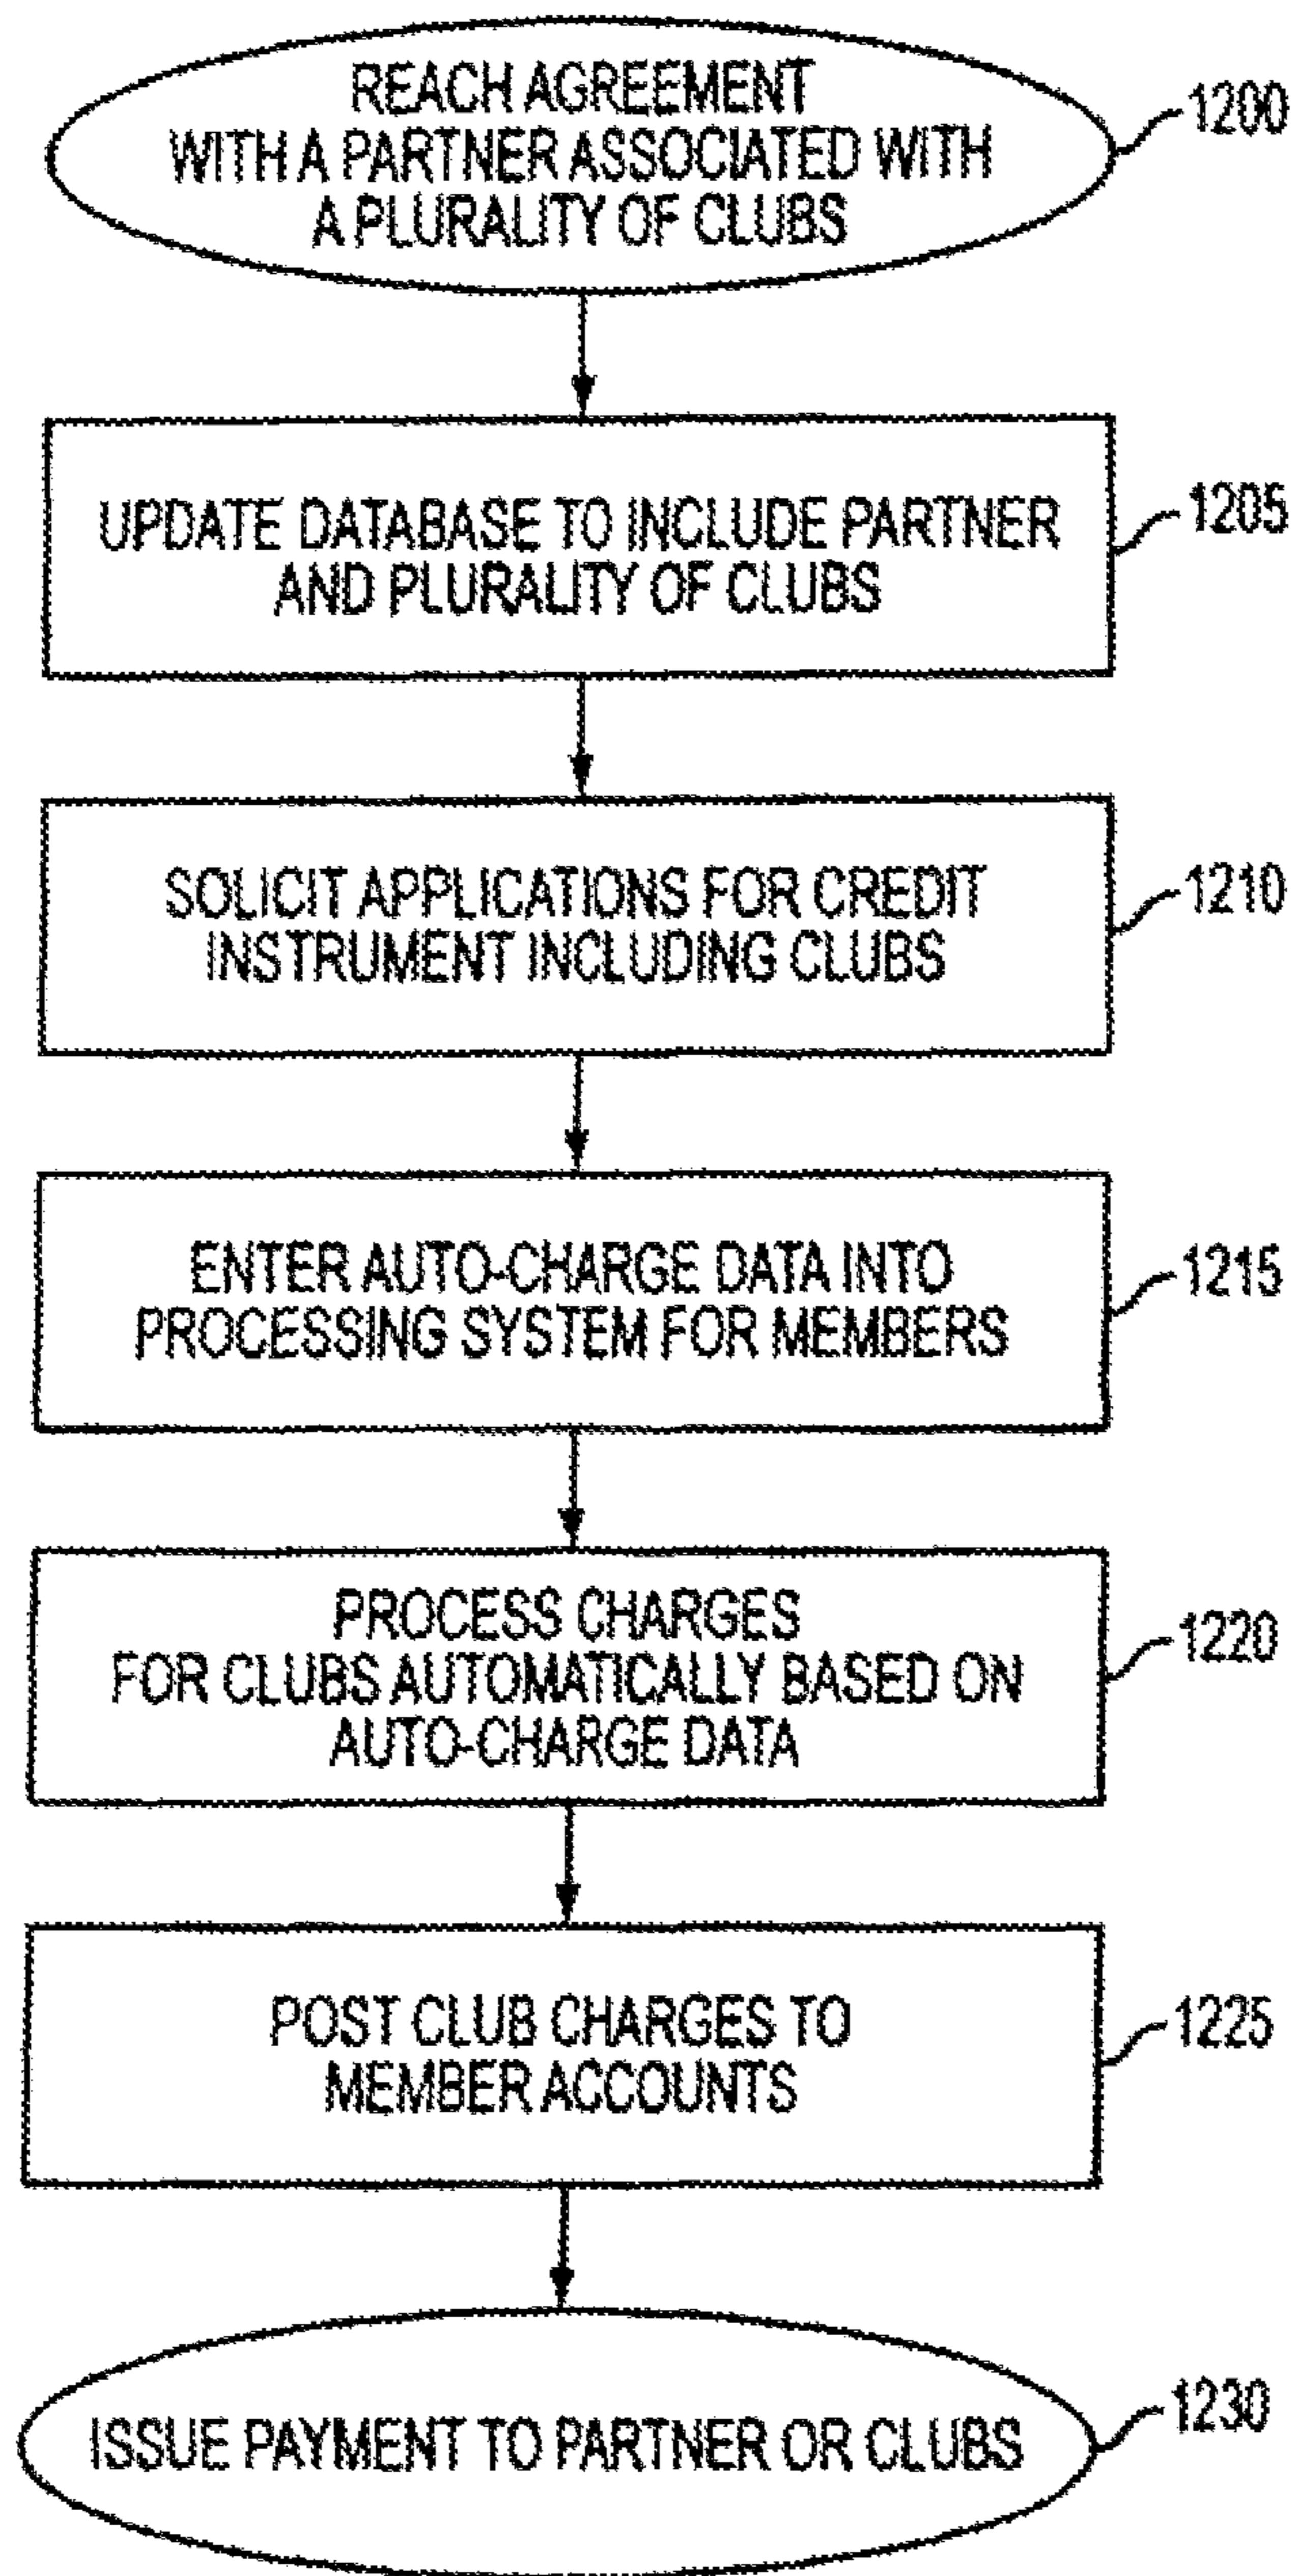 REACH AGREEMENT
WITH A PARTNER ASSOCIATED WITH
A PLURALITY OF CLUBS
1200
UPDATE DATABASE TO INCLUDE PARTNER
AND PLURALITY OF CLUBS
1205
SOLICIT APPLICATIONS FOR CREDIT
INSTRUMENT INCLUDING CLUBS
1210
ENTER AUTO-CHARGE DATA INTO
PROCESSING SYSTEM FOR MEMBERS
1215
PROCESS CHARGES
FOR CLUBS AUTOMATICALLY BASED ON
AUTO-CHARGE DATA
1220
POST CLUB CHARGES TO
MEMBER ACCOUNTS
1225
ISSUE PAYMENT TO PARTNER OR CLUBS
1230